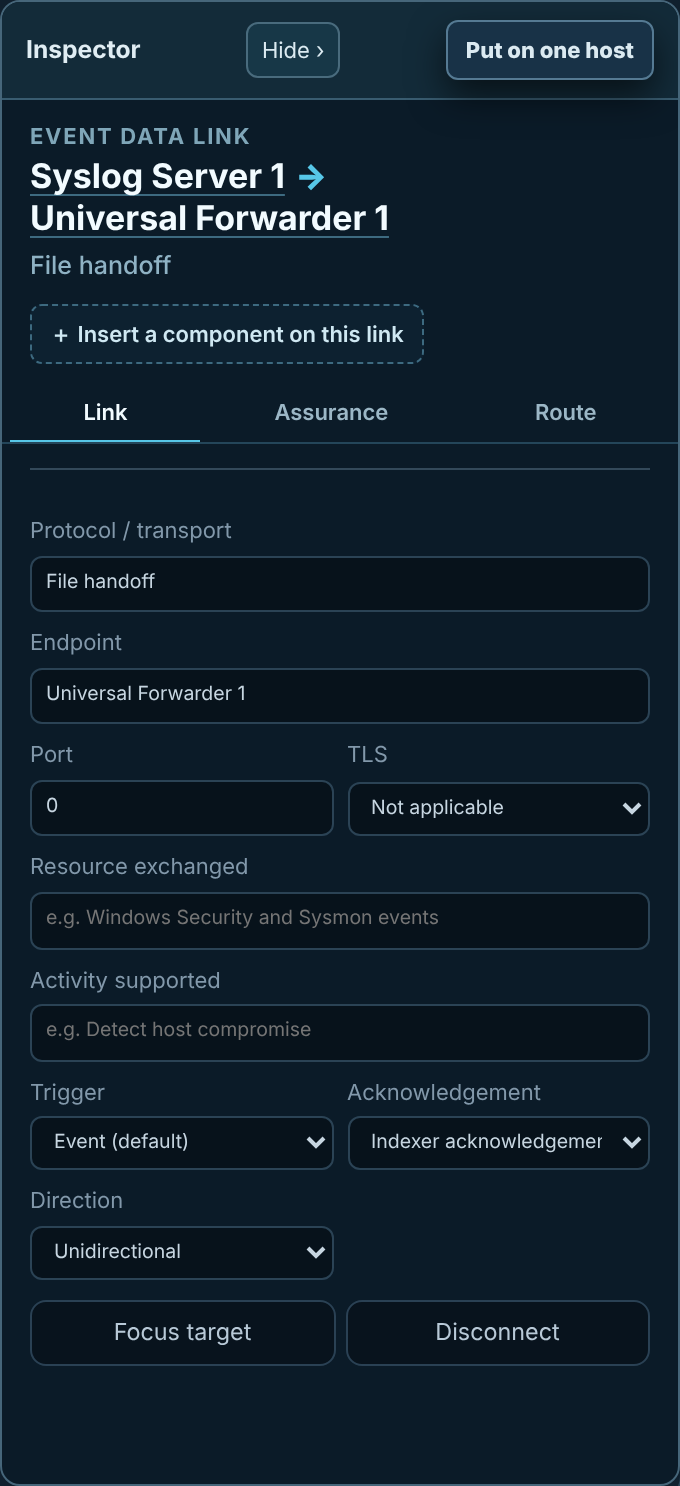 Inspector
Hide ›
Put on one host
EVENT DATA LINK
Syslog Server 1 →
Universal Forwarder 1
File handoff
+ Insert a component on this link
Link Assurance Route
Protocol / transport
File handoff
Endpoint
Universal Forwarder 1
Port TLS
0 Not applicable
Resource exchanged
e.g. Windows Security and Sysmon events
Activity supported
e.g. Detect host compromise
Trigger Acknowledgement
Event (default) Indexer acknowledgemer
Direction
Unidirectional
Focus target Disconnect